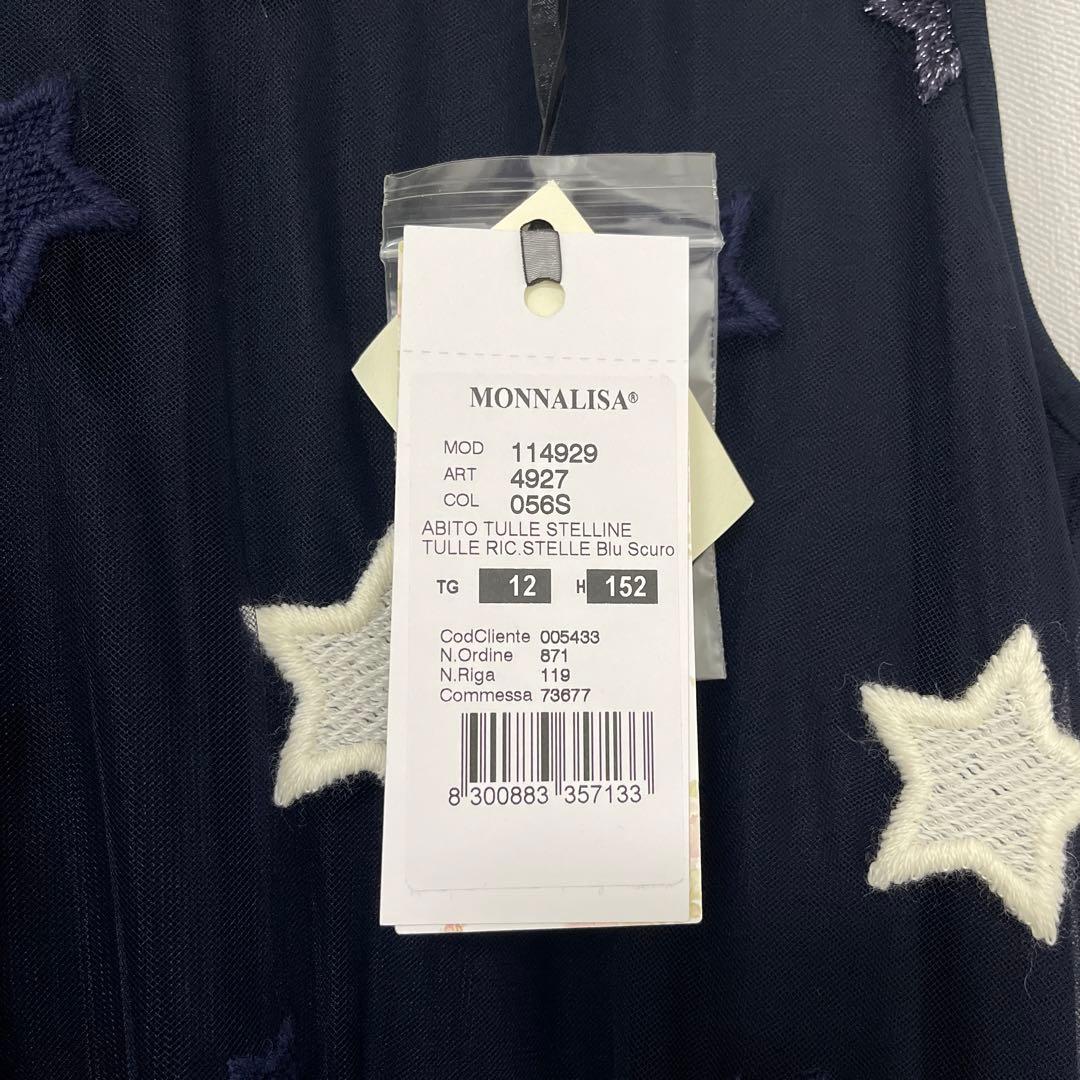 MONNALISA®
MOD 114929
ART 4927
COL 056S
ABITO TULLE STELLINE
TULLE RIC.STELLE Blu Scuro
TG 12 H 152
CodCliente 005433
N.Ordine 871
N.Riga 119
Commessa 73677
8 300883 357133